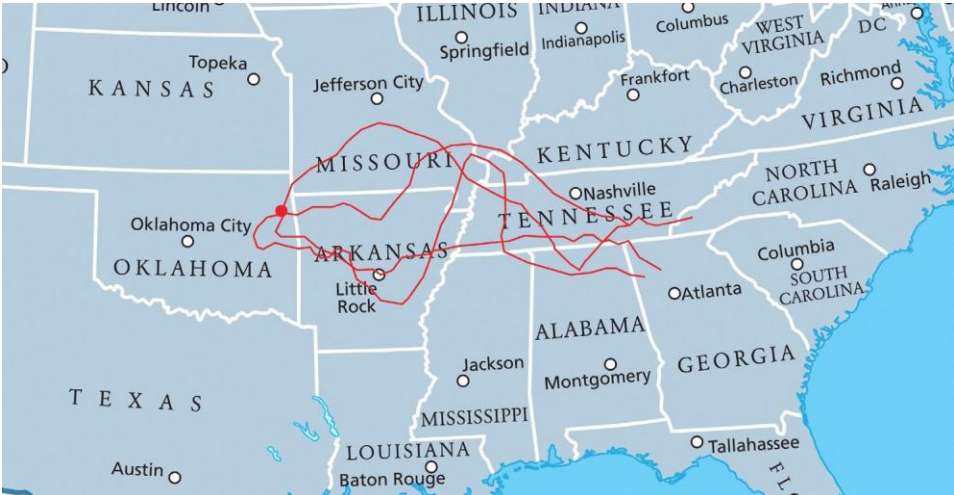 Lincoln
ILLINOIS
INDIANA
Columbus
WEST
VIRGINIA
DC
Springfield
Indianapolis
Topeka
KANSAS
Jefferson City
Frankfort
Charleston
Richmond
VIRGINIA
MISSOURI
KENTUCKY
NORTH
CAROLINA
Raleigh
Nashville
TENNESSEE
Oklahoma City
OKLAHOMA
ARKANSAS
Little
Rock
Columbia
SOUTH
CAROLINA
Atlanta
ALABAMA
GEORGIA
Jackson
Montgomery
TEXAS
MISSISSIPPI
LOUISIANA
Baton Rouge
Tallahassee
Austin